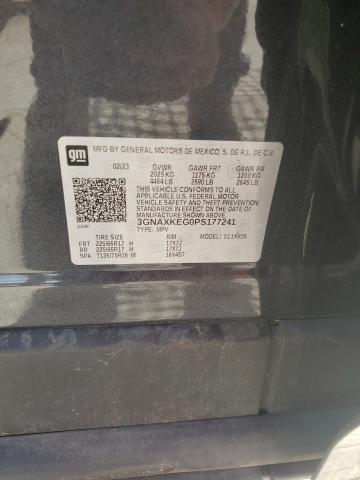 gm
MFD BY GENERAL MOTORS DE MEXICO, S. DE R.L. DE C.V.
02/23 GVWR GAWR FRT GAWR RR
2025 KG 1175 KG 1200 KG
4464 LB 2590 LB 2645 LB
THIS VEHICLE CONFORMS TO ALL
APPLICABLE U.S. FEDERAL MOTOR
VEHICLE SAFETY, BUMPER, AND THEFT
PREVENTION STANDARDS IN EFFECT ON
THE DATE OF MANUFACTURE SHOWN ABOVE.
3GNAXKEG0PS177241
TYPE: MPV
TIRE SIZE RIM MODEL: 011XR26
FRT 225/65R17 H 17X7J
RR 225/65R17 H 17X7J
SPA T135/70R16 M 16X4BT